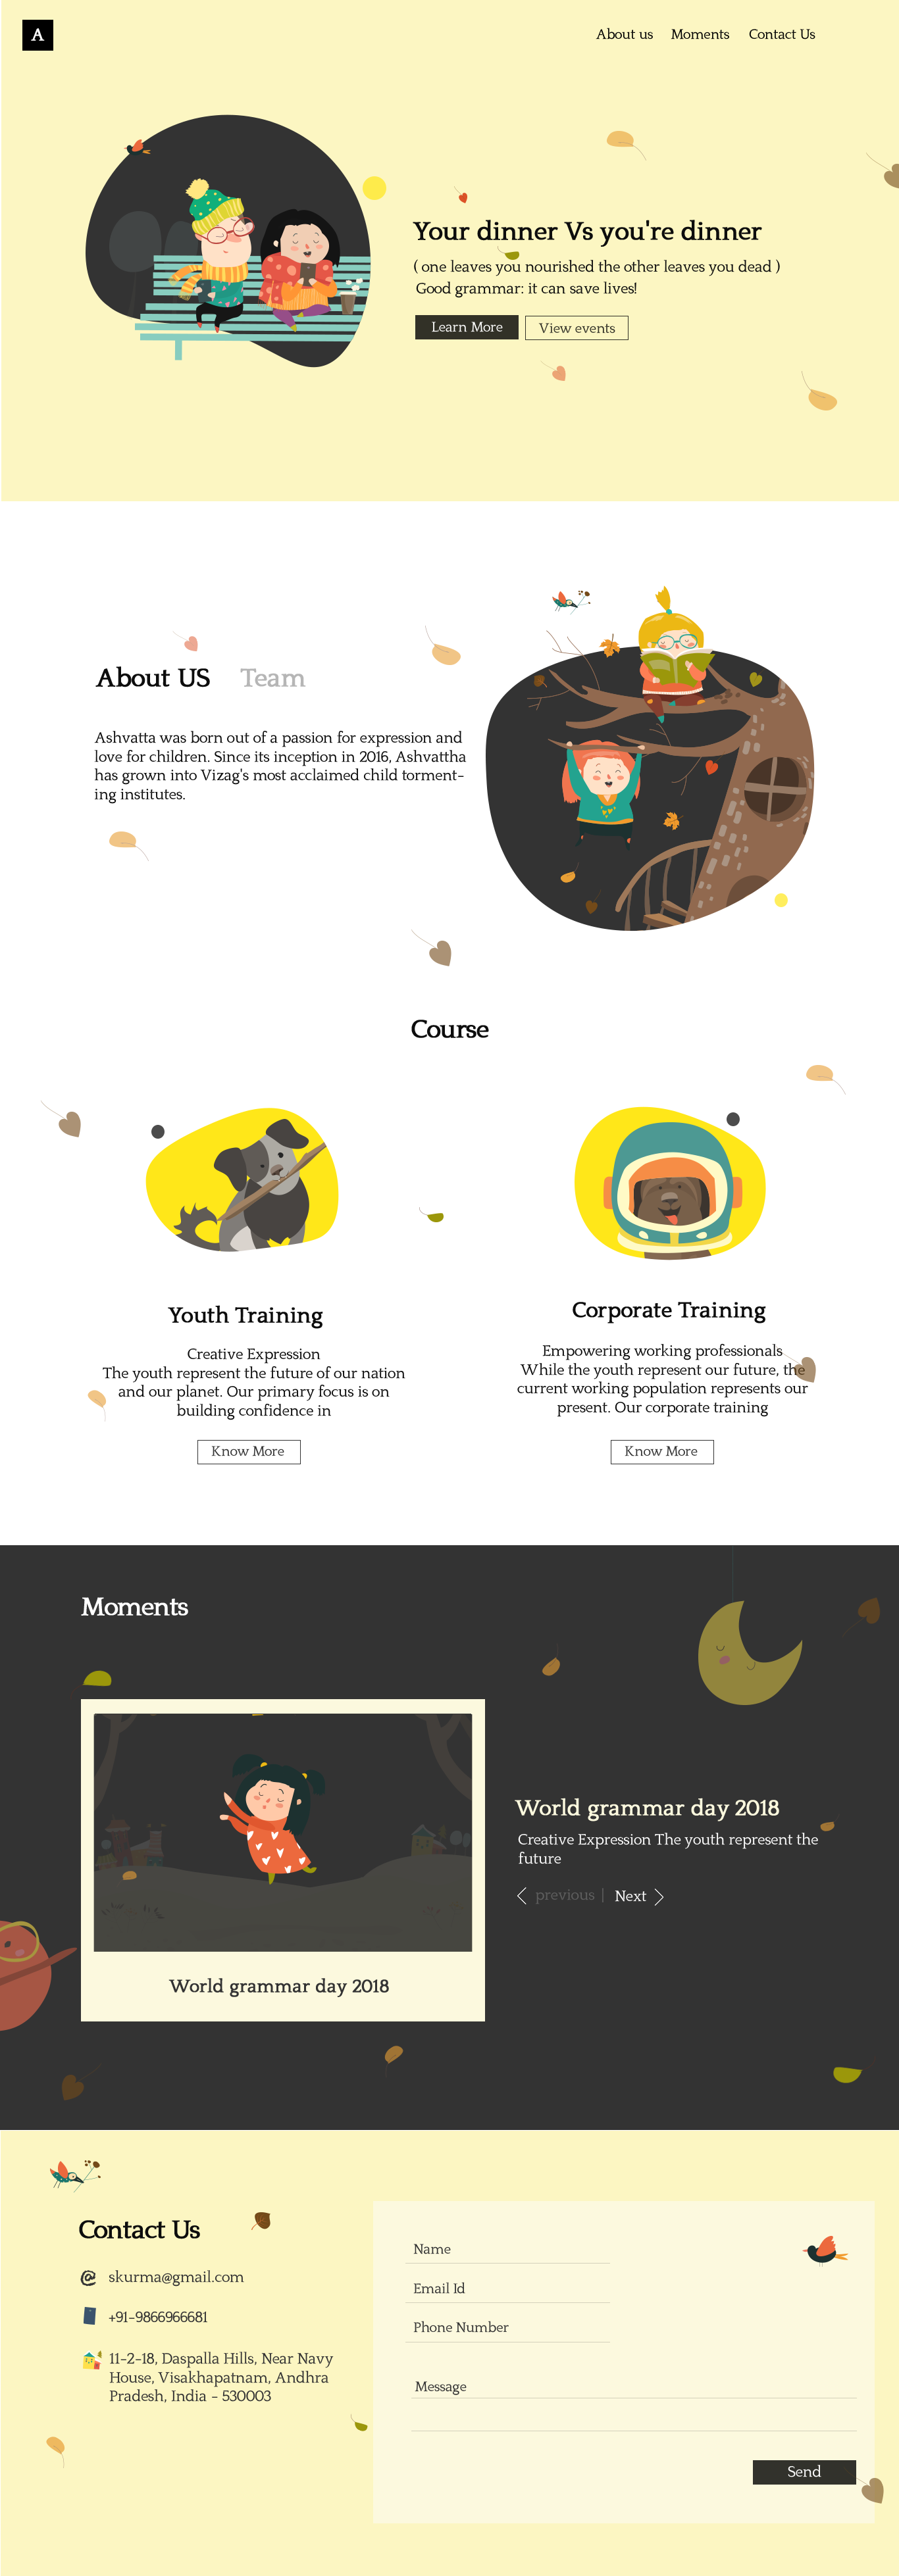 A
About us Moments Contact Us
Your dinner Vs you're dinner
( one leaves you nourished the other leaves you dead )
Good grammar: it can save lives!
Learn More View events
About US Team
Ashvatta was born out of a passion for expression and
love for children. Since its inception in 2016, Ashvattha
has grown into Vizag's most acclaimed child torment-
ing institutes.
Course
Youth Training
Creative Expression
The youth represent the future of our nation
and our planet. Our primary focus is on
building confidence in
Know More
Corporate Training
Empowering working professionals
While the youth represent our future, the
current working population represents our
present. Our corporate training
Know More
Moments
World grammar day 2018
World grammar day 2018
Creative Expression The youth represent the
future
previous | Next
Contact Us
@ skurma@gmail.com
+91-9866966681
11-2-18, Daspalla Hills, Near Navy
House, Visakhapatnam, Andhra
Pradesh, India - 530003
Name
Email Id
Phone Number
Message
Send